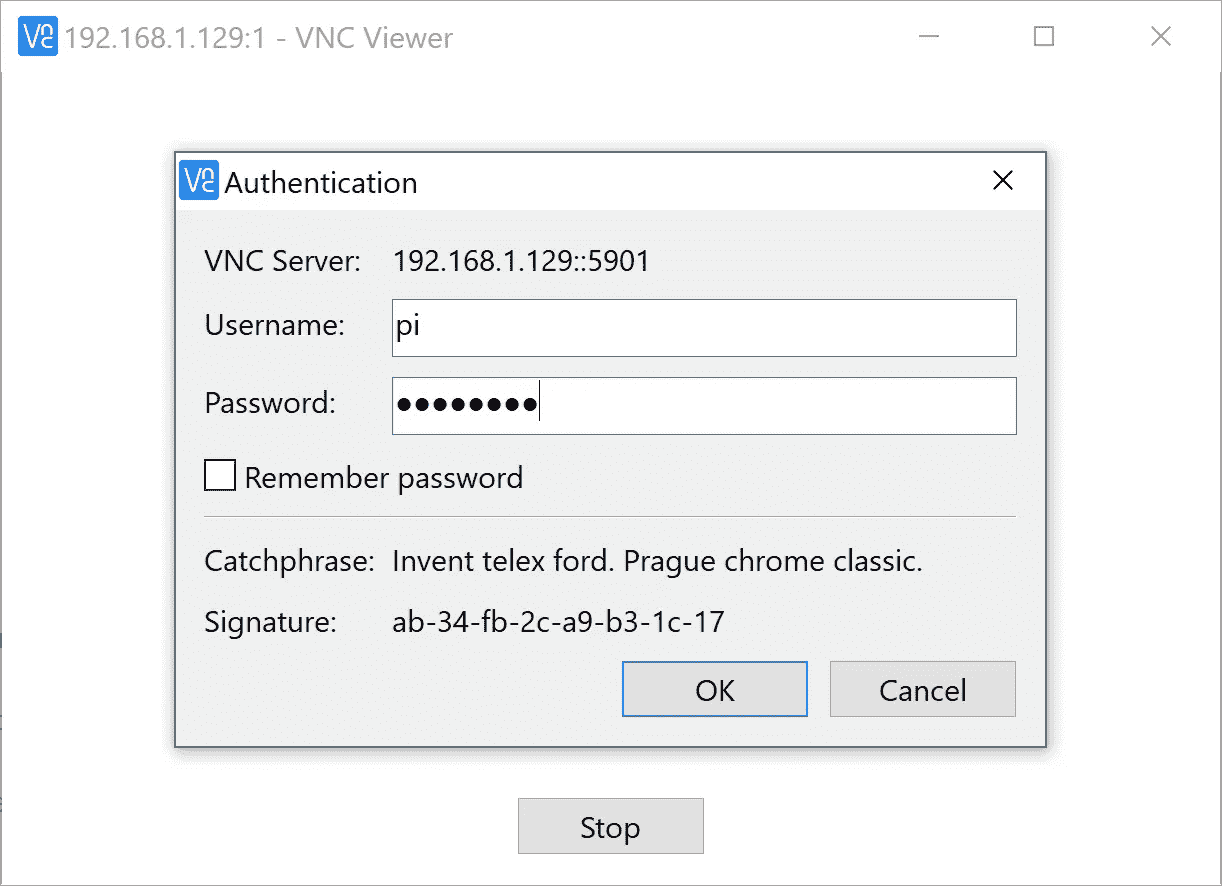 192.168.1.129:1 - VNC Viewer
Authentication
VNC Server: 192.168.1.129::5901
Username: pi
Password: ●●●●●●●●
Remember password
Catchphrase: Invent telex ford. Prague chrome classic.
Signature: ab-34-fb-2c-a9-b3-1c-17
OK Cancel
Stop